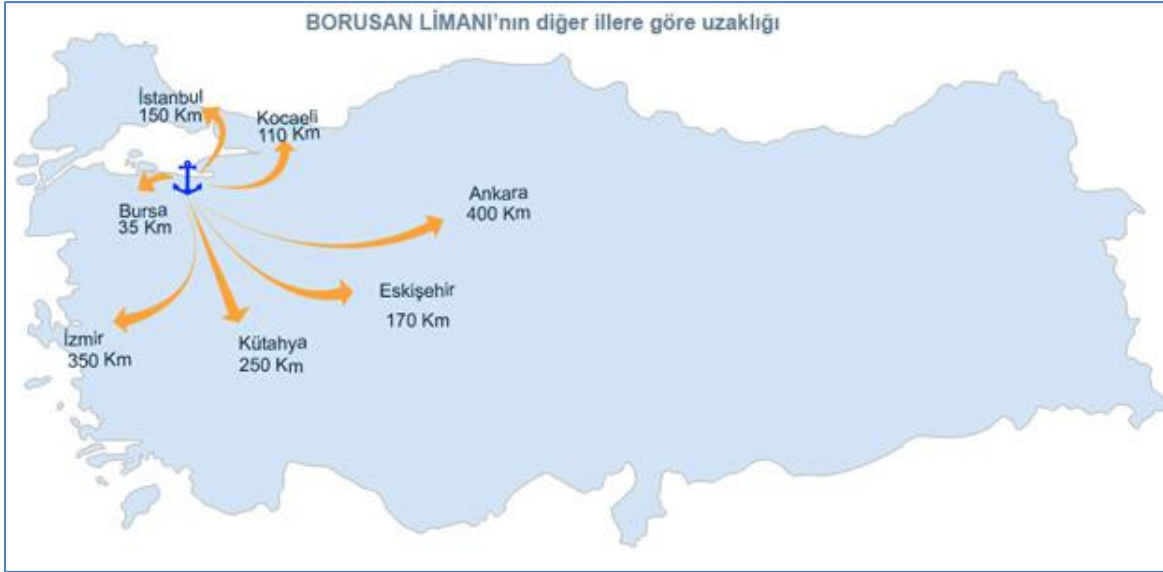 BORUSAN LİMANI'nın diğer illere göre uzaklığı
İstanbul
150 Km
Kocaeli
110 Km
Bursa
35 Km
Ankara
400 Km
Eskişehir
170 Km
İzmir
350 Km
Kütahya
250 Km